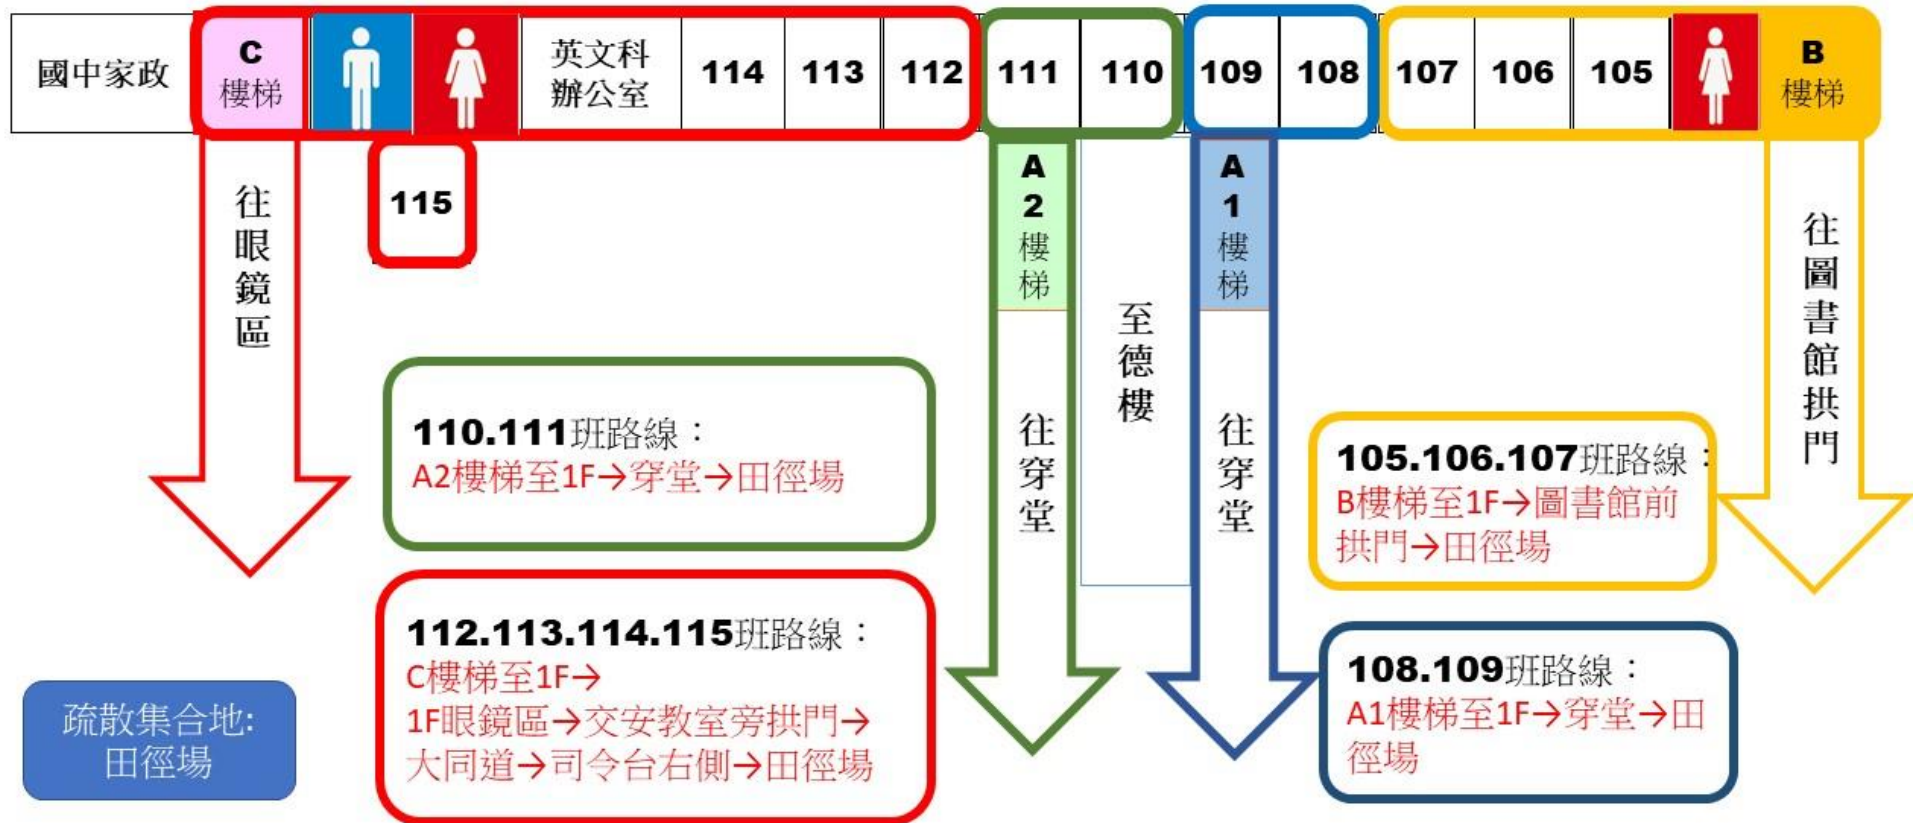 國中家政
C
樓梯
英文科
辦公室
114
113
112
111
110
109
108
107
106
105
B
樓梯
115
往眼鏡區
A
2
樓
梯
往穿堂
至德樓
A
1
樓
梯
往穿堂
往圖書館拱門
110.111班路線：
A2樓梯至1F→穿堂→田徑場
105.106.107班路線：
B樓梯至1F→圖書館前
拱門→田徑場
112.113.114.115班路線：
C樓梯至1F→
1F眼鏡區→交安教室旁拱門→
大同道→司令台右側→田徑場
108.109班路線：
A1樓梯至1F→穿堂→田
徑場
疏散集合地:
田徑場